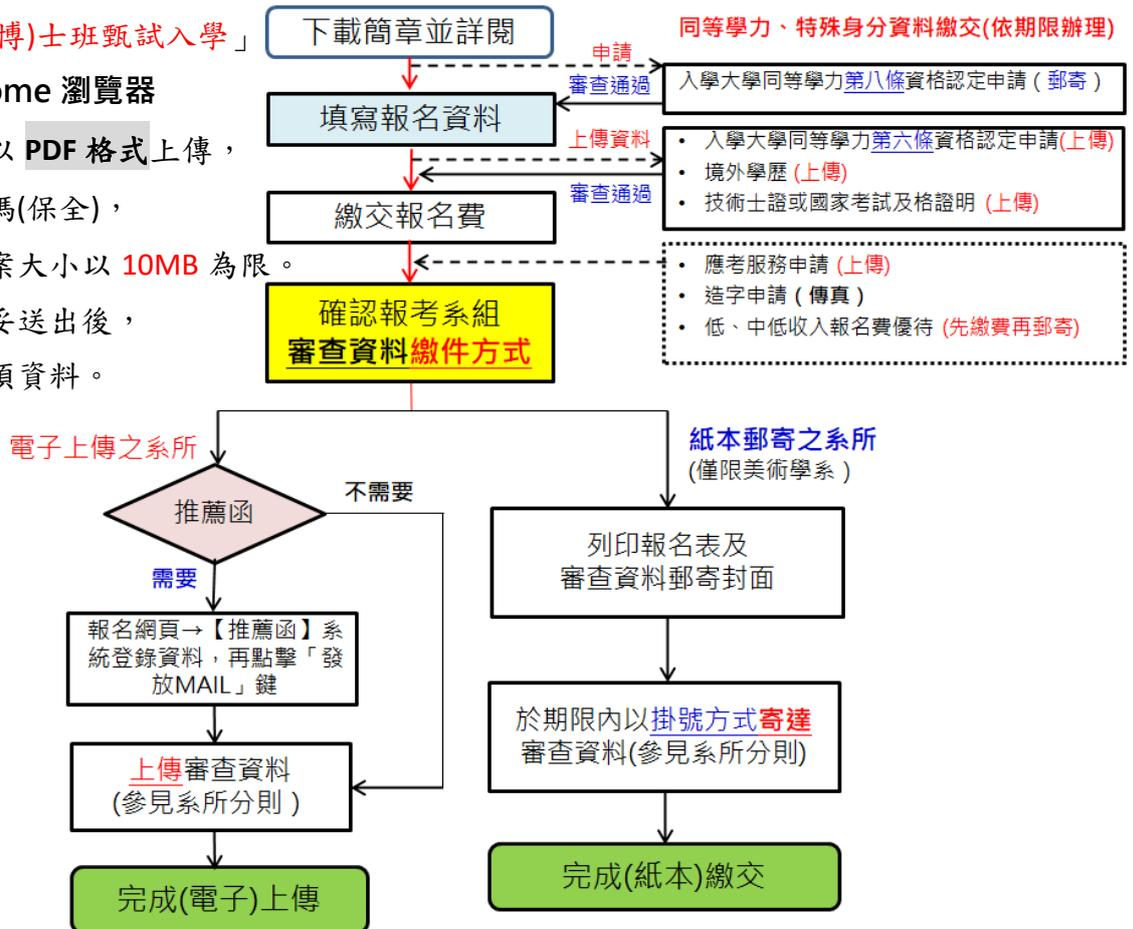 博)士班甄試入學」
ome 瀏覽器
以 PDF 格式上傳，
碼(保全)，
案大小以 10MB 為限。
妥送出後，
項資料。
下載簡章並詳閱
同等學力、特殊身分資料繳交(依期限辦理)
申請
審查通過
入學大學同等學力第八條資格認定申請（郵寄）
填寫報名資料
上傳資料
審查通過
• 入學大學同等學力第六條資格認定申請(上傳)
• 境外學歷 (上傳)
• 技術士證或國家考試及格證明 (上傳)
繳交報名費
• 應考服務申請 (上傳)
• 造字申請 (傳真)
• 低、中低收入報名費優待 (先繳費再郵寄)
確認報考系組
審查資料繳件方式
電子上傳之系所
推薦函
不需要
需要
報名網頁→【推薦函】系
統登錄資料，再點擊「發
放MAIL」鍵
上傳審查資料
(參見系所分則）
完成(電子)上傳
紙本郵寄之系所
(僅限美術學系）
列印報名表及
審查資料郵寄封面
於期限內以掛號方式寄達
審查資料(參見系所分則)
完成(紙本)繳交